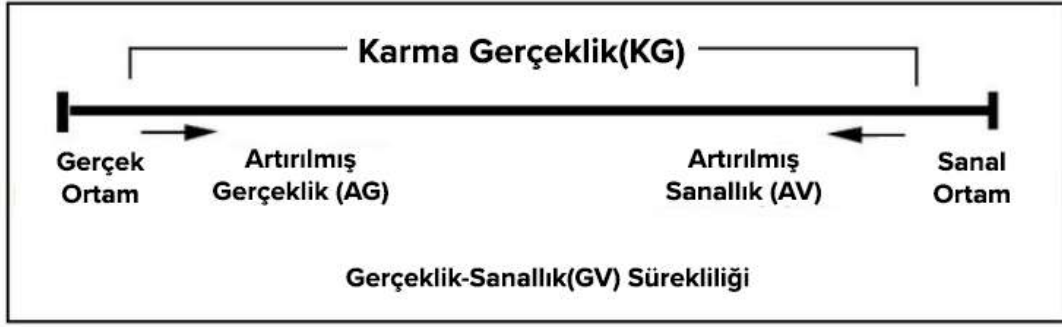 Karma Gerçeklik(KG)
Gerçek
Ortam
Artırılmış
Gerçeklik (AG)
Artırılmış
Sanallık (AV)
Sanal
Ortam
Gerçeklik-Sanallık(GV) Sürekliliği